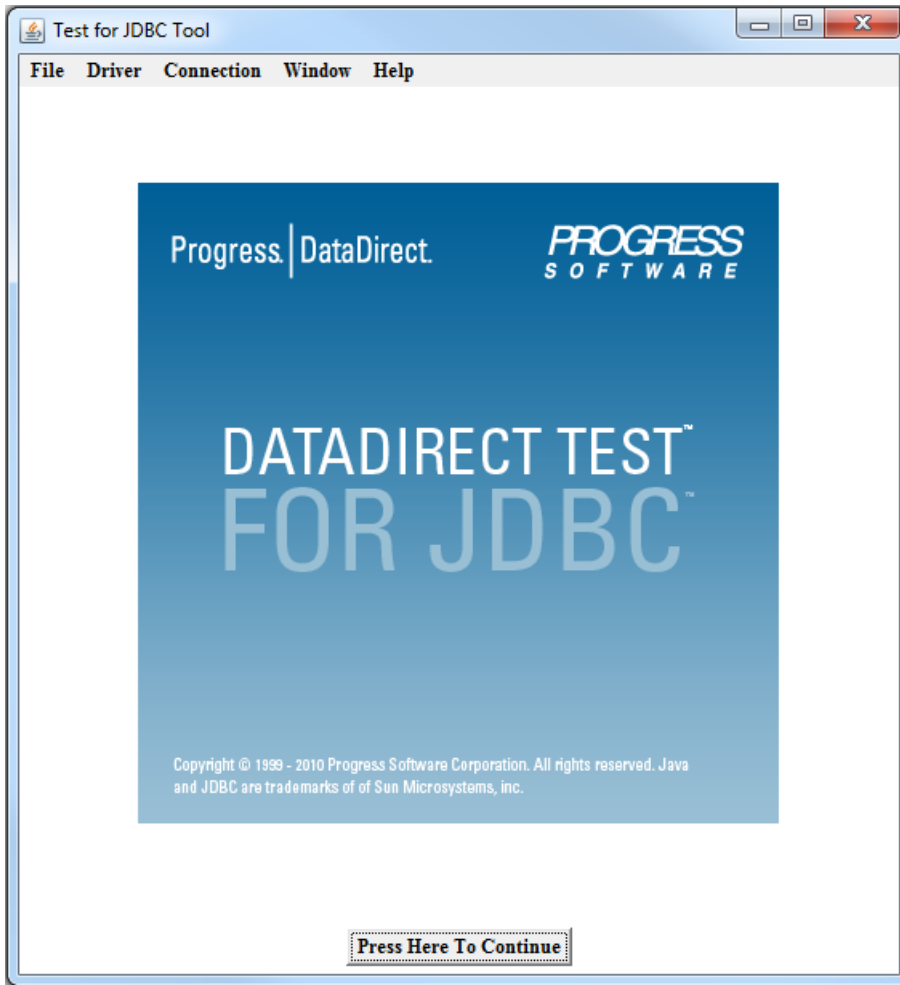 Test for JDBC Tool
File Driver Connection Window Help
Progress. | DataDirect.
PROGRESS
SOFTWARE
DATADIRECT TEST™
FOR JDBC™
Copyright © 1999 - 2010 Progress Software Corporation. All rights reserved. Java
and JDBC are trademarks of of Sun Microsystems, inc.
Press Here To Continue